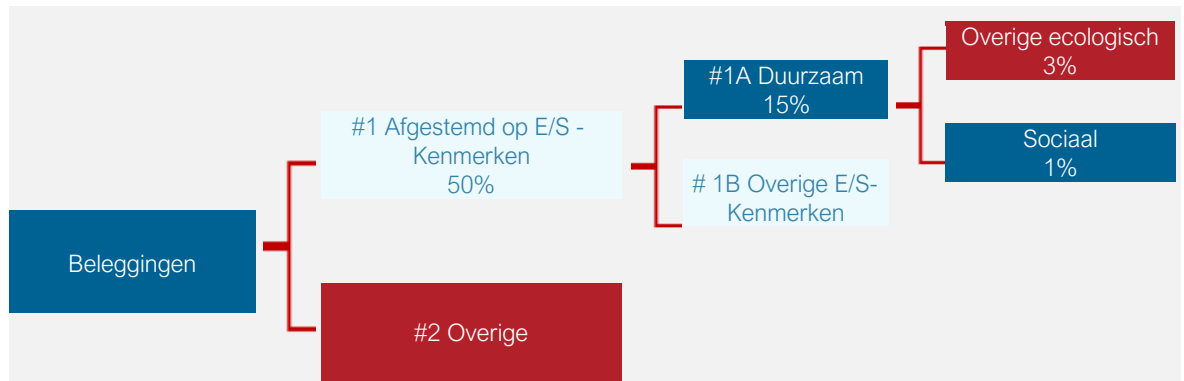 Beleggingen
#1 Afgestemd op E/S -
Kenmerken
50%
#2 Overige
#1A Duurzaam
15%
# 1B Overige E/S-
Kenmerken
Overige ecologisch
3%
Sociaal
1%